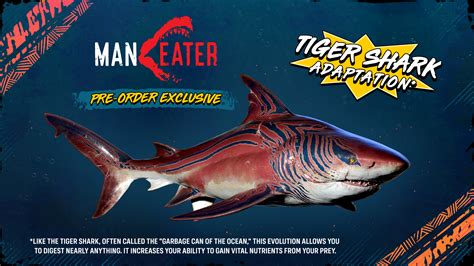 MANEATER
TIGER SHARK
ADAPTATION*
PRE-ORDER EXCLUSIVE
*LIKE THE TIGER SHARK, OFTEN CALLED THE "GARBAGE CAN OF THE OCEAN," THIS EVOLUTION ALLOWS YOU
TO DIGEST NEARLY ANYTHING. IT INCREASES YOUR ABILITY TO GAIN VITAL NUTRIENTS FROM YOUR PREY.